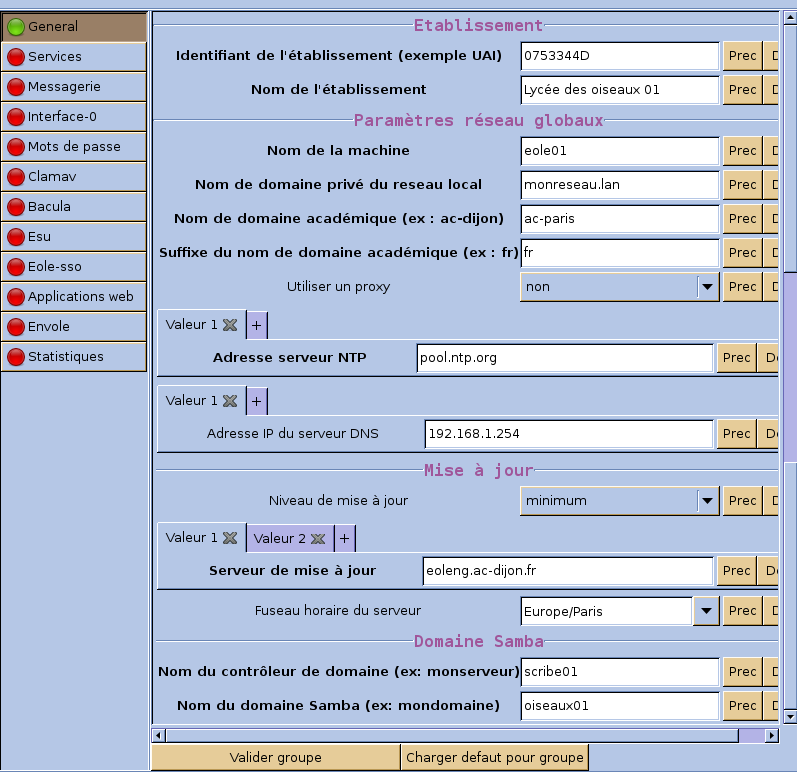 General
Services
Messagerie
Interface-0
Mots de passe
Clamav
Bacula
Esu
Eole-sso
Applications web
Envole
Statistiques
Etablissement
Identifiant de l'établissement (exemple UAI) 0753344D Prec D
Nom de l'établissement Lycée des oiseaux 01 Prec D
Paramètres réseau globaux
Nom de la machine eole01 Prec D
Nom de domaine privé du reseau local monreseau.lan Prec D
Nom de domaine académique (ex : ac-dijon) ac-paris Prec D
Suffixe du nom de domaine académique (ex : fr) fr Prec D
Utiliser un proxy non Prec D
Valeur 1 +
Adresse serveur NTP pool.ntp.org Prec De
Valeur 1 +
Adresse IP du serveur DNS 192.168.1.254 Prec De
Mise à jour
Niveau de mise à jour minimum Prec D
Valeur 1 Valeur 2 +
Serveur de mise à jour eoleng.ac-dijon.fr Prec De
Fuseau horaire du serveur Europe/Paris Prec D
Domaine Samba
Nom du contrôleur de domaine (ex: monserveur) scribe01 Prec D
Nom du domaine Samba (ex: mondomaine) oiseaux01 Prec D
Valider groupe Charger defaut pour groupe